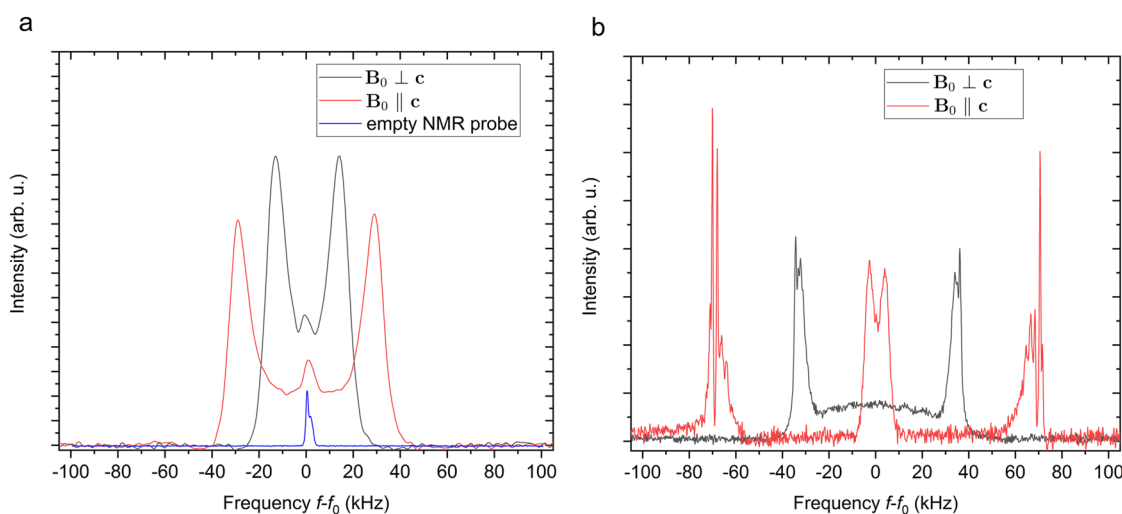 a
B₀ ⊥ c
B₀ ∥ c
empty NMR probe
Intensity (arb. u.)
-100 -80 -60 -40 -20 0 20 40 60 80 100
Frequency f-f₀ (kHz)
b
B₀ ⊥ c
B₀ ∥ c
Intensity (arb. u.)
-100 -80 -60 -40 -20 0 20 40 60 80 100
Frequency f-f₀ (kHz)